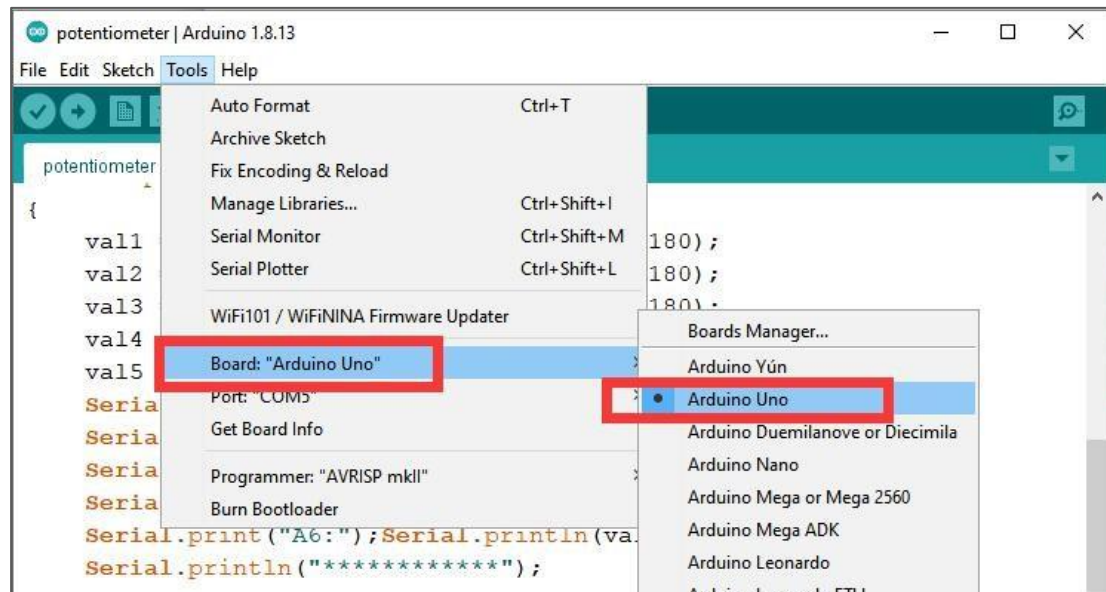 potentiometer | Arduino 1.8.13
File Edit Sketch Tools Help
potentiometer
Auto Format Ctrl+T
Archive Sketch
Fix Encoding & Reload
Manage Libraries... Ctrl+Shift+I
Serial Monitor Ctrl+Shift+M
Serial Plotter Ctrl+Shift+L
WiFi101 / WiFiNINA Firmware Updater
Board: "Arduino Uno"
Port: "COM5"
Get Board Info
Programmer: "AVRISP mkII"
Burn Bootloader
Boards Manager...
Arduino Yún
Arduino Uno
Arduino Duemilanove or Diecimila
Arduino Nano
Arduino Mega or Mega 2560
Arduino Mega ADK
Arduino Leonardo
{
val1 180);
val2 180);
val3 180);
val4
val5
Seria
Seria
Seria
Seria
Serial.print("A6:");Serial.println(va
Serial.println("************");